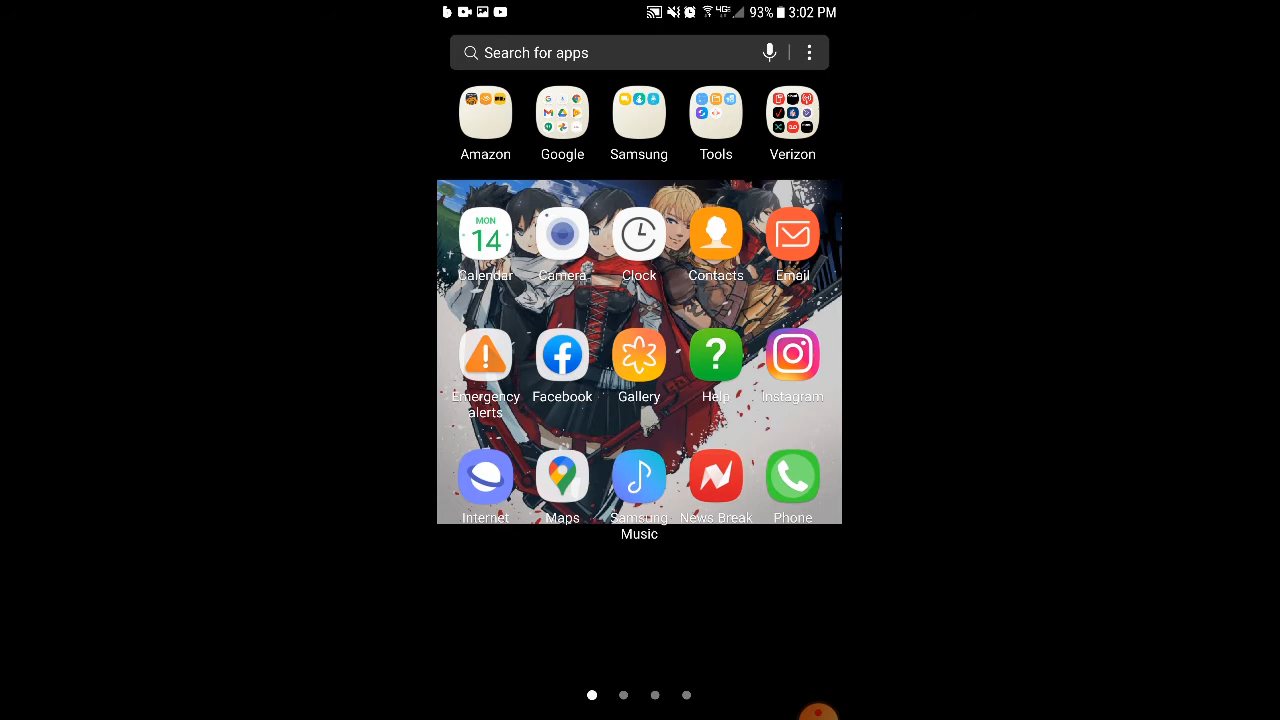 4G 93% 3:02 PM
Search for apps
Amazon Google Samsung Tools Verizon
MON
14
Calendar Camera Clock Contacts Email
Emergency alerts Facebook Gallery Help Instagram
Internet Maps Samsung Music News Break Phone